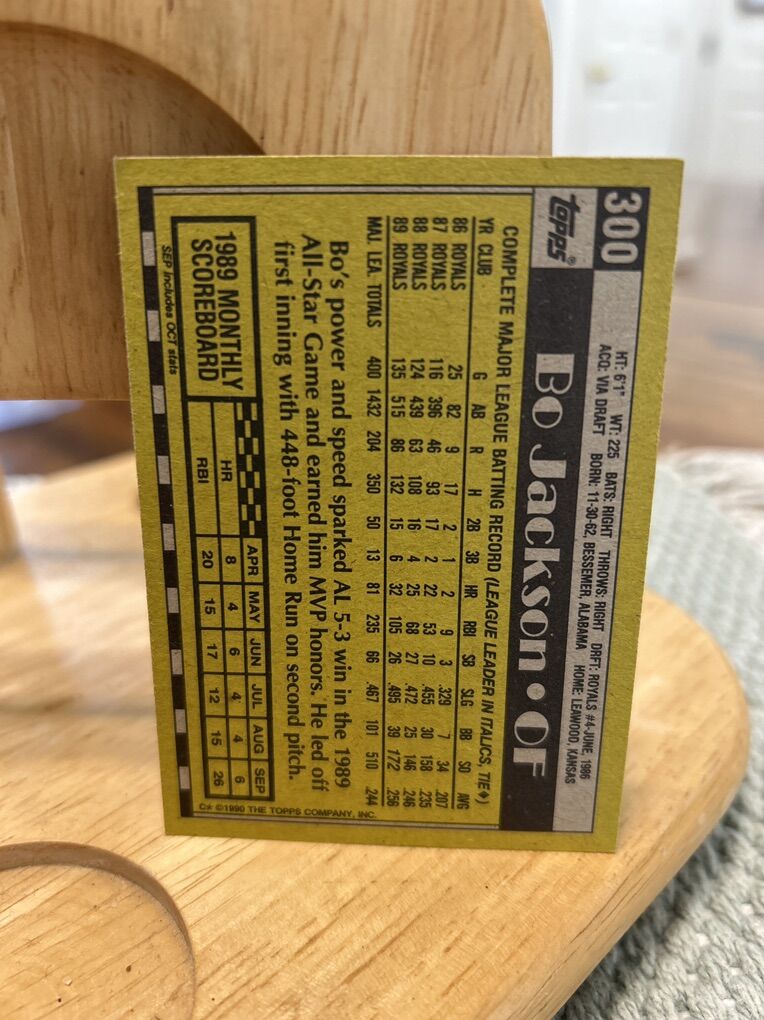 300
HT: 6'1" WT: 225 BATS: RIGHT THROWS: RIGHT DRFT: ROYALS #4-JUNE, 1986
ACQ: VIA DRAFT BORN: 11-30-62, BESSEMER, ALABAMA HOME: LEAWOOD, KANSAS
topps® Bo Jackson • OF
COMPLETE MAJOR LEAGUE BATTING RECORD (LEAGUE LEADER IN ITALICS, TIE♦)
YR CLUB G AB R H 2B 3B HR RBI SB SLG BB SO AVG
86 ROYALS 25 82 9 17 2 1 2 9 3 .329 7 34 .207
87 ROYALS 116 396 46 93 17 2 22 53 10 .455 30 158 .235
88 ROYALS 124 439 63 108 16 4 25 68 27 .472 25 146 .246
89 ROYALS 135 515 86 132 15 6 32 105 26 .495 39 172 .256
MAJ. LEA. TOTALS 400 1432 204 350 50 13 81 235 66 .467 101 510 .244
Bo's power and speed sparked AL 5-3 win in the 1989
All-Star Game and earned him MVP honors. He led off
first inning with 448-foot Home Run on second pitch.
1989 MONTHLY
SCOREBOARD
APR MAY JUN JUL AUG SEP
HR 8 4 6 4 4 6
RBI 20 15 17 12 15 26
SEP includes OCT stats
C* ©1990 THE TOPPS COMPANY, INC.